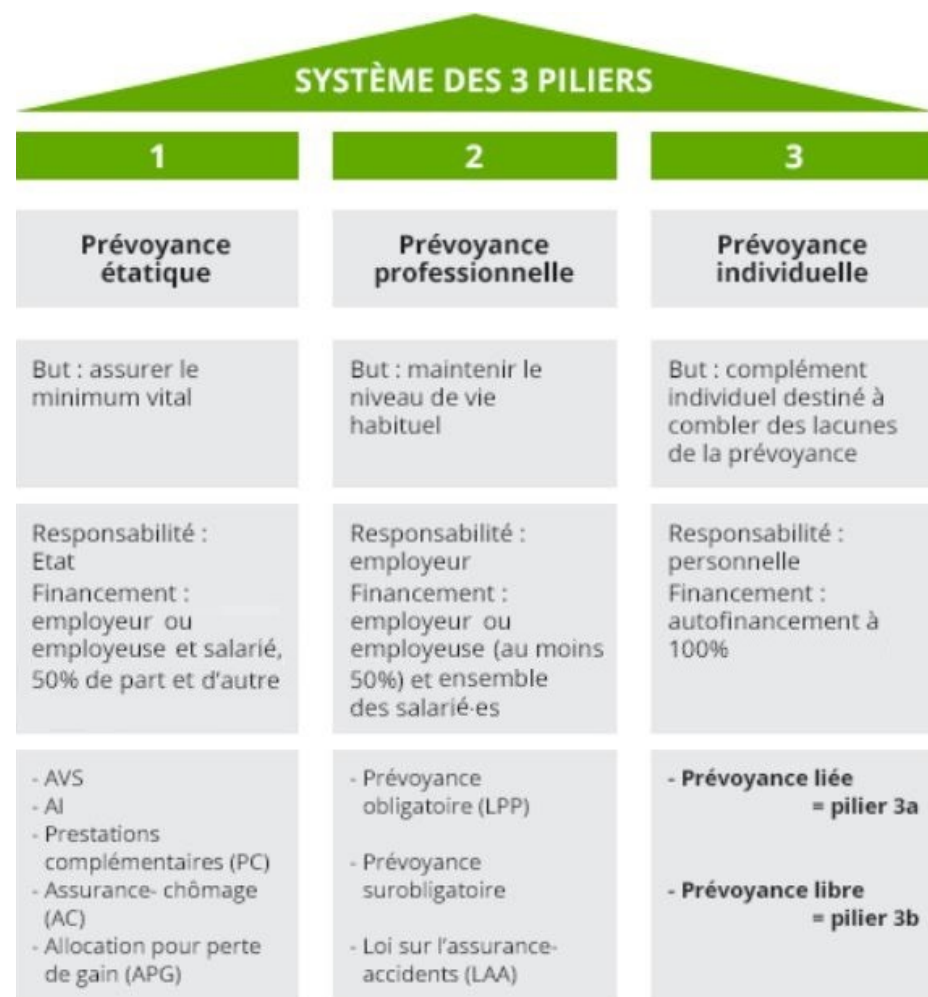 SYSTÈME DES 3 PILIERS
1
Prévoyance
étatique
But : assurer le
minimum vital
Responsabilité :
Etat
Financement :
employeur ou
employeuse et salarié,
50% de part et d'autre
- AVS
- AI
- Prestations
complémentaires (PC)
- Assurance- chômage
(AC)
- Allocation pour perte
de gain (APG)
2
Prévoyance
professionnelle
But : maintenir le
niveau de vie
habituel
Responsabilité :
employeur
Financement :
employeur ou
employeuse (au moins
50%) et ensemble
des salarié·es
- Prévoyance
obligatoire (LPP)
- Prévoyance
surobligatoire
- Loi sur l'assurance-
accidents (LAA)
3
Prévoyance
individuelle
But : complément
individuel destiné à
combler des lacunes
de la prévoyance
Responsabilité :
personnelle
Financement :
autofinancement à
100%
- Prévoyance liée
= pilier 3a
- Prévoyance libre
= pilier 3b